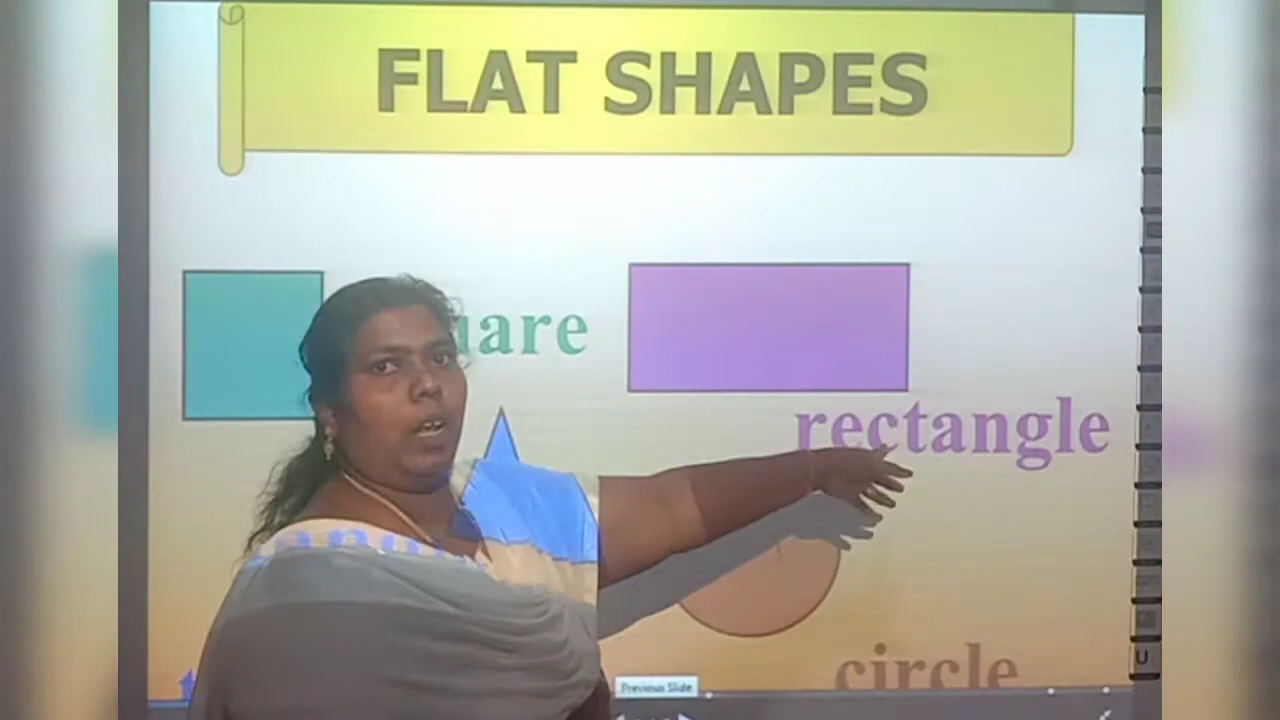 FLAT SHAPES
uare
rectangle
circle
Previous Slide
U